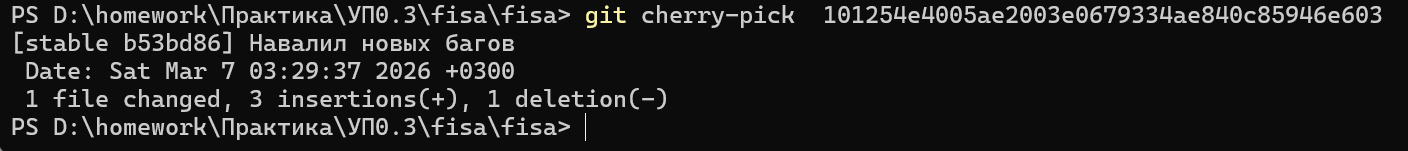 PS D:\homework\Практика\УП0.3\fisa\fisa> git cherry-pick  101254e4005ae2003e0679334ae840c85946e603
[stable b53bd86] Навалил новых багов
 Date: Sat Mar 7 03:29:37 2026 +0300
 1 file changed, 3 insertions(+), 1 deletion(-)
PS D:\homework\Практика\УП0.3\fisa\fisa>